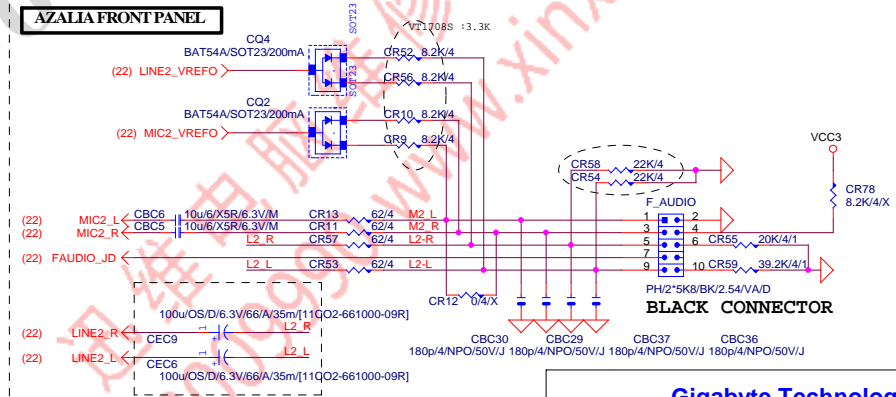 AZALIA FRONT PANEL
SOT23
VT1708S :3.3K
CQ4
BAT54A/SOT23/200mA
CR52 8.2K/4
(22) LINE2_VREFO
SOT23
CR56 8.2K/4
CQ2
BAT54A/SOT23/200mA
CR10 8.2K/4
(22) MIC2_VREFO
CR9 8.2K/4
VCC3
CR58 22K/4
CR54 22K/4
CR78
8.2K/4/X
F_AUDIO
(22) MIC2_L CBC6 10u/6/X5R/6.3V/M CR13 62/4 M2_L 1 2
(22) MIC2_R CBC5 10u/6/X5R/6.3V/M CR11 62/4 M2_R 3 4
L2_R CR57 62/4 L2-R 5 6 CR55 20K/4/1
(22) FAUDIO_JD 7
L2_L CR53 62/4 L2-L 9 10 CR59 39.2K/4/1
PH/2*5K8/BK/2.54/VA/D
BLACK CONNECTOR
CR12 0/4/X
100u/OS/D/6.3V/66/A/35m/[11CO2-661000-09R]
(22) LINE2_R 1 + L2_R
CEC9
(22) LINE2_L 1 + L2_L
CEC6
100u/OS/D/6.3V/66/A/35m/[11CO2-661000-09R]
CBC30 CBC29 CBC37 CBC36
180p/4/NPO/50V/J 180p/4/NPO/50V/J 180p/4/NPO/50V/J 180p/4/NPO/50V/J